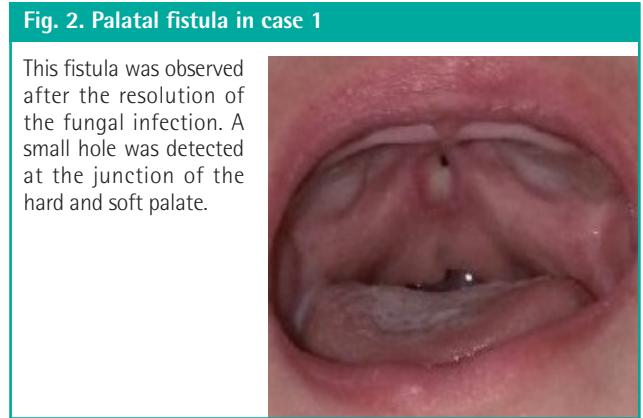 Fig. 2. Palatal fistula in case 1
This fistula was observed
after the resolution of
the fungal infection. A
small hole was detected
at the junction of the
hard and soft palate.